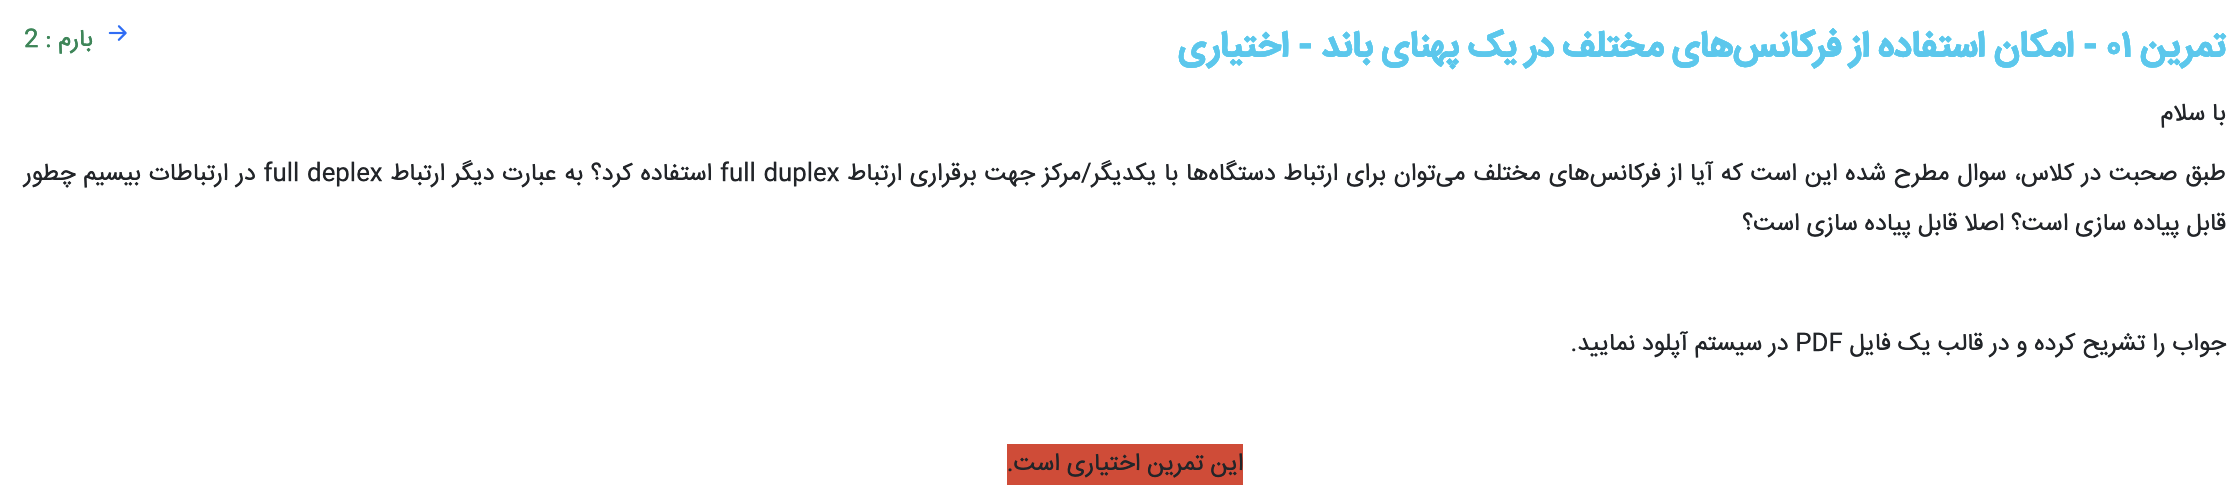 تمرین ۰۱ - امکان استفاده از فرکانس‌های مختلف در یک پهنای باند - اختیاری
→ بارم : 2
با سلام
طبق صحبت در کلاس، سوال مطرح شده این است که آیا از فرکانس‌های مختلف می‌توان برای ارتباط دستگاه‌ها با یکدیگر/مرکز جهت برقراری ارتباط full duplex استفاده کرد؟ به عبارت دیگر ارتباط full deplex در ارتباطات بیسیم چطور
قابل پیاده سازی است؟ اصلا قابل پیاده سازی است؟
جواب را تشریح کرده و در قالب یک فایل PDF در سیستم آپلود نمایید.
این تمرین اختیاری است.